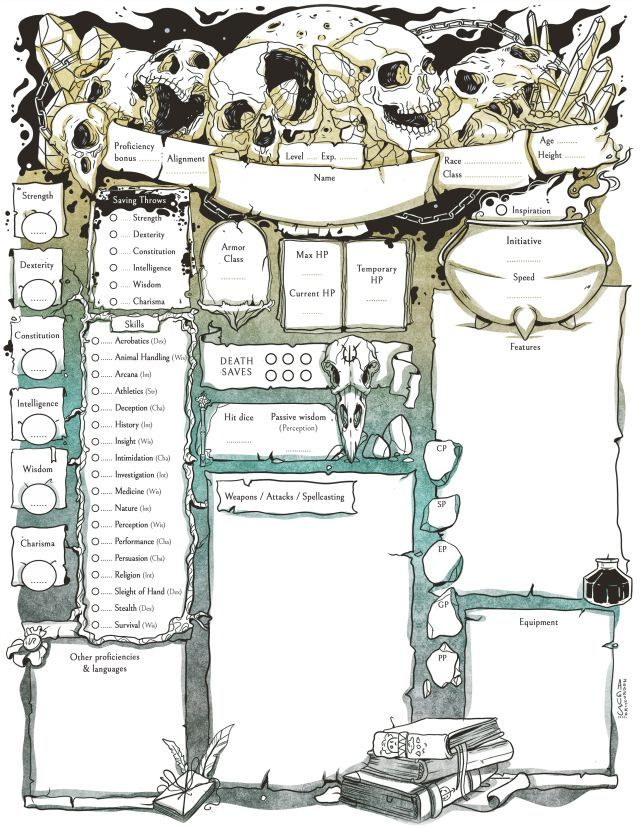 Proficiency
bonus ......
Alignment
Level ..... Exp. ......
Name
Race ..................
Class ..................
Age ..........
Height ..........
Strength
......
Dexterity
......
Constitution
......
Intelligence
......
Wisdom
......
Charisma
......
Saving Throws
..... Strength
..... Dexterity
..... Constitution
..... Intelligence
..... Wisdom
..... Charisma
Skills
...... Acrobatics (Dex)
...... Animal Handling (Wis)
...... Arcana (Int)
...... Athletics (Str)
...... Deception (Cha)
...... History (Int)
...... Insight (Wis)
...... Intimidation (Cha)
...... Investigation (Int)
...... Medicine (Wis)
...... Nature (Int)
...... Perception (Wis)
...... Performance (Cha)
...... Persuasion (Cha)
...... Religion (Int)
...... Sleight of Hand (Dex)
...... Stealth (Dex)
...... Survival (Wis)
Other proficiencies
& languages
Armor
Class
Max HP
Current HP
Temporary
HP
DEATH
SAVES
Hit dice
Passive wisdom
(Perception)
Weapons / Attacks / Spellcasting
Inspiration
Initiative
Speed
Features
CP
SP
EP
GP
PP
Equipment